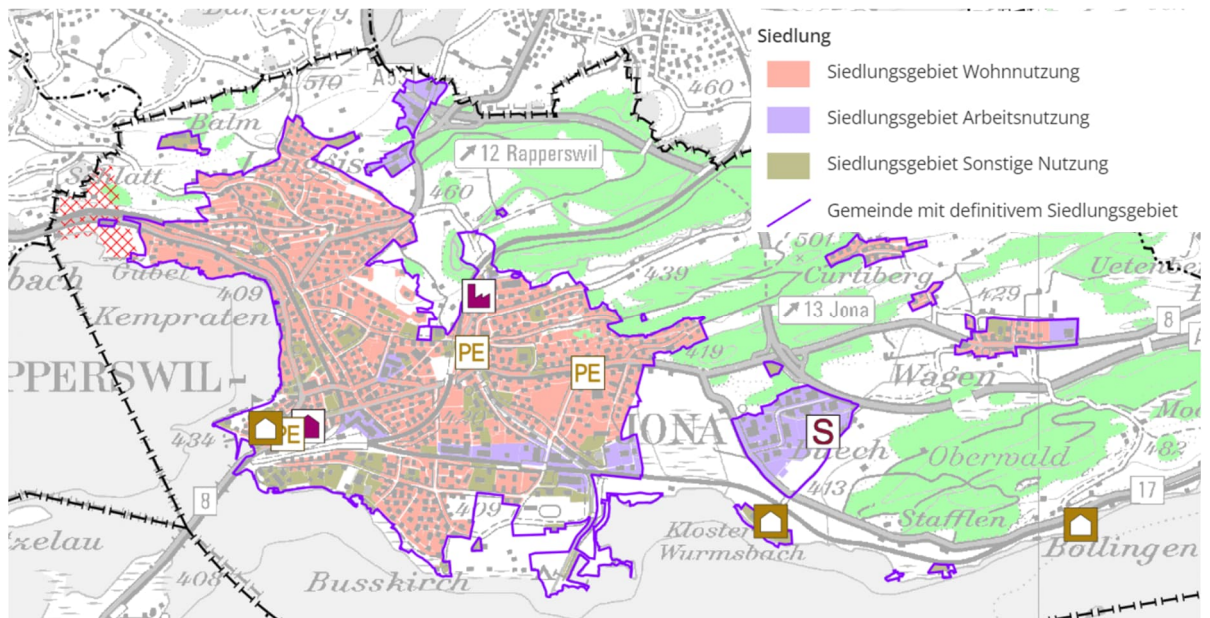 Siedlung
Siedlungsgebiet Wohnnutzung
Siedlungsgebiet Arbeitsnutzung
Siedlungsgebiet Sonstige Nutzung
Gemeinde mit definitivem Siedlungsgebiet
510
460
Balm
12 Rapperswil
Schlatt
460
501
Curtiberg
439
429
Gubel
bach
409
13 Jona
8
Kempraten
PE
PE
419
PPERSWIL-
Wagen
PE
JONA
S
434
Buech
Oberwald
482
413
17
8
409
Stafflen
Kloster
Wurmsbach
Bollingen
408
Busskirch